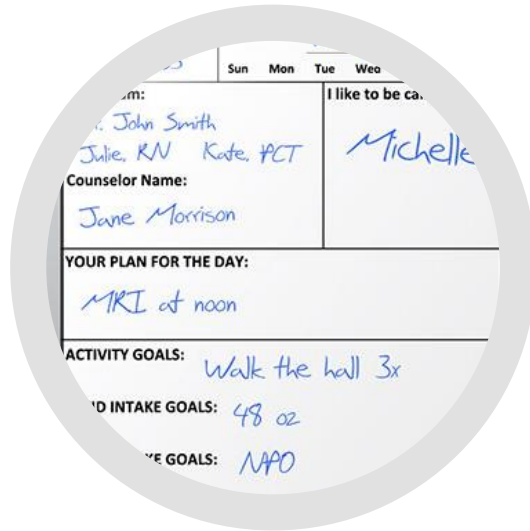 Sun Mon Tue Wed
I like to be
John Smith
Julie, RN Kate, PCT
Michelle
Counselor Name:
Jane Morrison
YOUR PLAN FOR THE DAY:
MRI at noon
ACTIVITY GOALS: Walk the hall 3x
INTAKE GOALS: 48 oz
GOALS: NPO